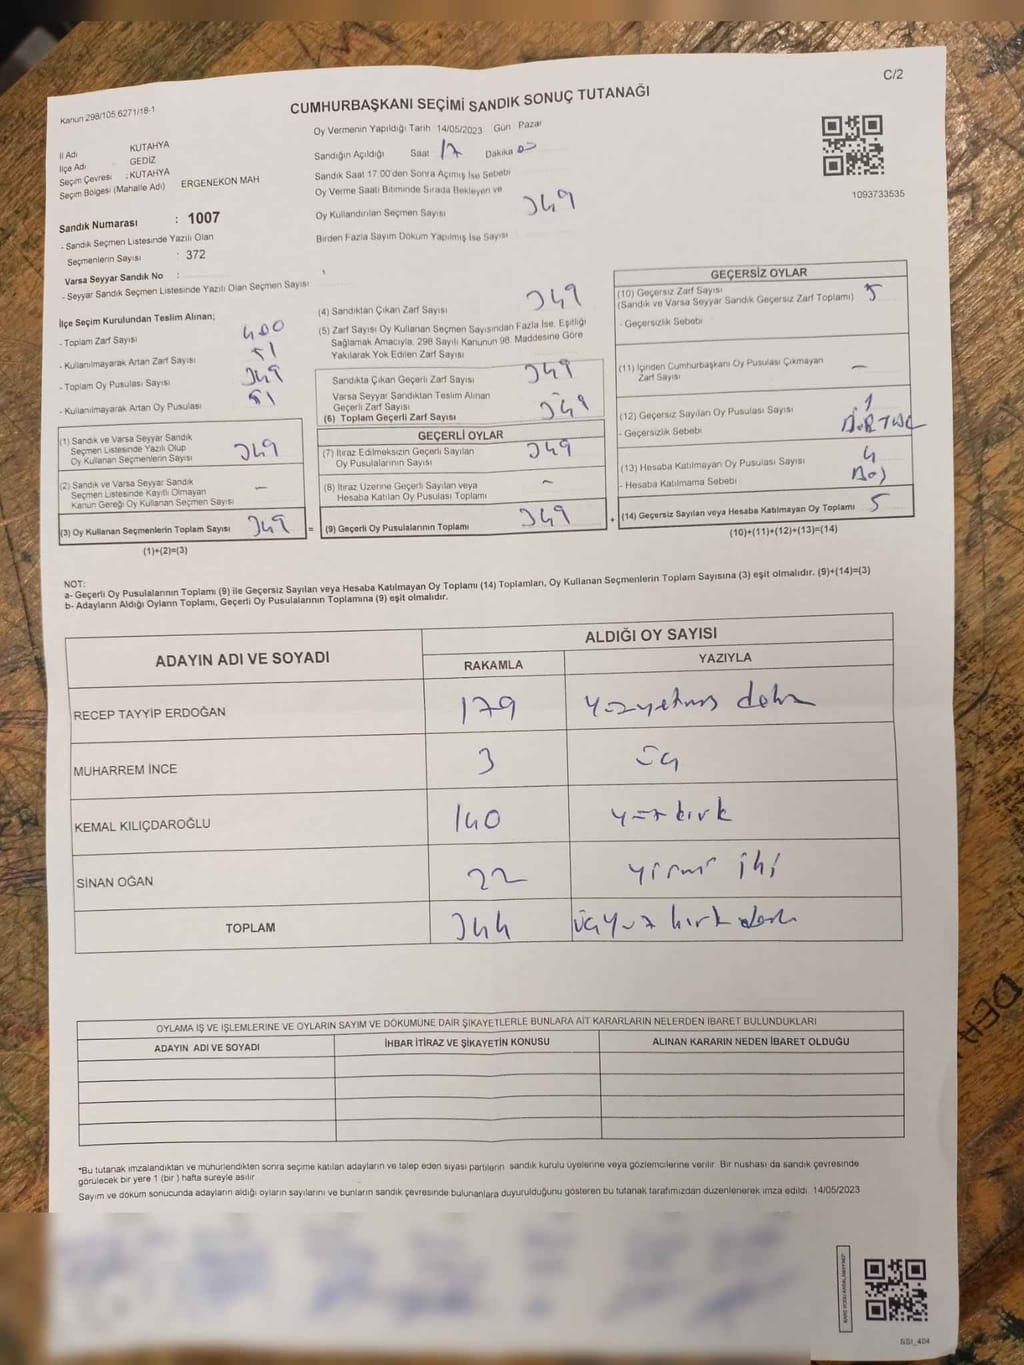 C/2
Kanun 298/105,6271/18-1
CUMHURBAŞKANI SEÇİMİ SANDIK SONUÇ TUTANAĞI
İl Adı KUTAHYA
İlçe Adı GEDİZ
Seçim Çevresi : KUTAHYA
Seçim Bölgesi (Mahalle Adı) ERGENEKON MAH
Sandık Numarası : 1007
- Sandık Seçmen Listesinde Yazılı Olan
Seçmenlerin Sayısı : 372
Varsa Seyyar Sandık No :
- Seyyar Sandık Seçmen Listesinde Yazılı Olan Seçmen Sayısı
Oy Vermenin Yapıldığı Tarih 14/05/2023 Gün Pazar
Sandığın Açıldığı Saat 17 Dakika 00
Sandık Saat 17:00'den Sonra Açılmış İse Sebebi
Oy Verme Saati Bitiminde Sırada Bekleyen ve
Oy Kullandırılan Seçmen Sayısı 349
Birden Fazla Sayım Döküm Yapılmış İse Sayısı
1093733535
İlçe Seçim Kurulundan Teslim Alınan;
- Toplam Zarf Sayısı 400
- Kullanılmayarak Artan Zarf Sayısı 51
- Toplam Oy Pusulası Sayısı 349
- Kullanılmayarak Artan Oy Pusulası 51
(1) Sandık ve Varsa Seyyar Sandık
Seçmen Listesinde Yazılı Olup
Oy Kullanan Seçmenlerin Sayısı 349
(2) Sandık ve Varsa Seyyar Sandık
Seçmen Listesinde Kayıtlı Olmayan
Kanun Gereği Oy Kullanan Seçmen Sayısı –
(3) Oy Kullanan Seçmenlerin Toplam Sayısı 349 =
(1)+(2)=(3)
(4) Sandıktan Çıkan Zarf Sayısı 349
(5) Zarf Sayısı Oy Kullanan Seçmen Sayısından Fazla İse, Eşitliği
Sağlamak Amacıyla, 298 Sayılı Kanunun 98. Maddesine Göre
Yakılarak Yok Edilen Zarf Sayısı
Sandıkta Çıkan Geçerli Zarf Sayısı 349
Varsa Seyyar Sandıktan Teslim Alınan
Geçerli Zarf Sayısı
(6) Toplam Geçerli Zarf Sayısı 349
GEÇERLİ OYLAR
(7) İtiraz Edilmeksizin Geçerli Sayılan
Oy Pusulalarının Sayısı 349
(8) İtiraz Üzerine Geçerli Sayılan veya
Hesaba Katılan Oy Pusulası Toplamı –
(9) Geçerli Oy Pusulalarının Toplamı 349 +
GEÇERSİZ OYLAR
(10) Geçersiz Zarf Sayısı 5
(Sandık ve Varsa Seyyar Sandık Geçersiz Zarf Toplamı)
- Geçersizlik Sebebi
(11) İçinden Cumhurbaşkanı Oy Pusulası Çıkmayan
Zarf Sayısı –
(12) Geçersiz Sayılan Oy Pusulası Sayısı 1
- Geçersizlik Sebebi
(13) Hesaba Katılmayan Oy Pusulası Sayısı 4
- Hesaba Katılmama Sebebi Boş
(14) Geçersiz Sayılan veya Hesaba Katılmayan Oy Toplamı 5
(10)+(11)+(12)+(13)=(14)
NOT:
a- Geçerli Oy Pusulalarının Toplamı (9) ile Geçersiz Sayılan veya Hesaba Katılmayan Oy Toplamı (14) Toplamları, Oy Kullanan Seçmenlerin Toplam Sayısına (3) eşit olmalıdır. (9)+(14)=(3)
b- Adayların Aldığı Oyların Toplamı, Geçerli Oy Pusulalarının Toplamına (9) eşit olmalıdır.
ADAYIN ADI VE SOYADI ALDIĞI OY SAYISI
RAKAMLA YAZIYLA
RECEP TAYYİP ERDOĞAN 179 yüzyetmiş dokuz
MUHARREM İNCE 3 üç
KEMAL KILIÇDAROĞLU 140 yüz kırk
SİNAN OĞAN 22 yirmi iki
TOPLAM 344 üçyüz kırk dört
OYLAMA İŞ VE İŞLEMLERİNE VE OYLARIN SAYIM VE DÖKÜMÜNE DAİR ŞİKAYETLERLE BUNLARA AİT KARARLARIN NELERDEN İBARET BULUNDUKLARI
ADAYIN ADI VE SOYADI İHBAR İTİRAZ VE ŞİKAYETİN KONUSU ALINAN KARARIN NEDEN İBARET OLDUĞU
*Bu tutanak imzalandıktan ve mühürlendikten sonra seçime katılan adayların ve talep eden siyasi partilerin sandık kurulu üyelerine veya gözlemcilerine verilir. Bir nüshası da sandık çevresinde
görülecek bir yere 1 (bir) hafta süreyle asılır
Sayım ve döküm sonucunda adayların aldığı oyların sayılarını ve bunların sandık çevresinde bulunanlara duyurulduğunu gösteren bu tutanak tarafımızdan düzenlenerek imza edildi. 14/05/2023
SSI_404